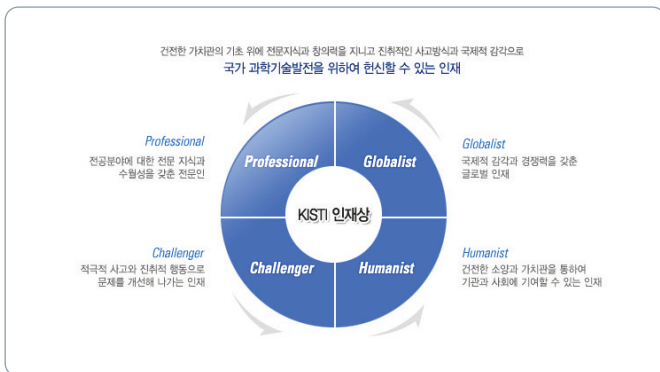 건전한 가치관의 기초 위에 전문지식과 창의력을 지니고 진취적인 사고방식과 국제적 감각으로
국가 과학기술발전을 위하여 헌신할 수 있는 인재
Professional
전공분야에 대한 전문 지식과
수월성을 갖춘 전문인
Globalist
국제적 감각과 경쟁력을 갖춘
글로벌 인재
Professional
Globalist
KISTI 인재상
Challenger
Humanist
Challenger
적극적 사고와 진취적 행동으로
문제를 개선해 나가는 인재
Humanist
건전한 소양과 가치관을 통하여
기관과 사회에 기여할 수 있는 인재